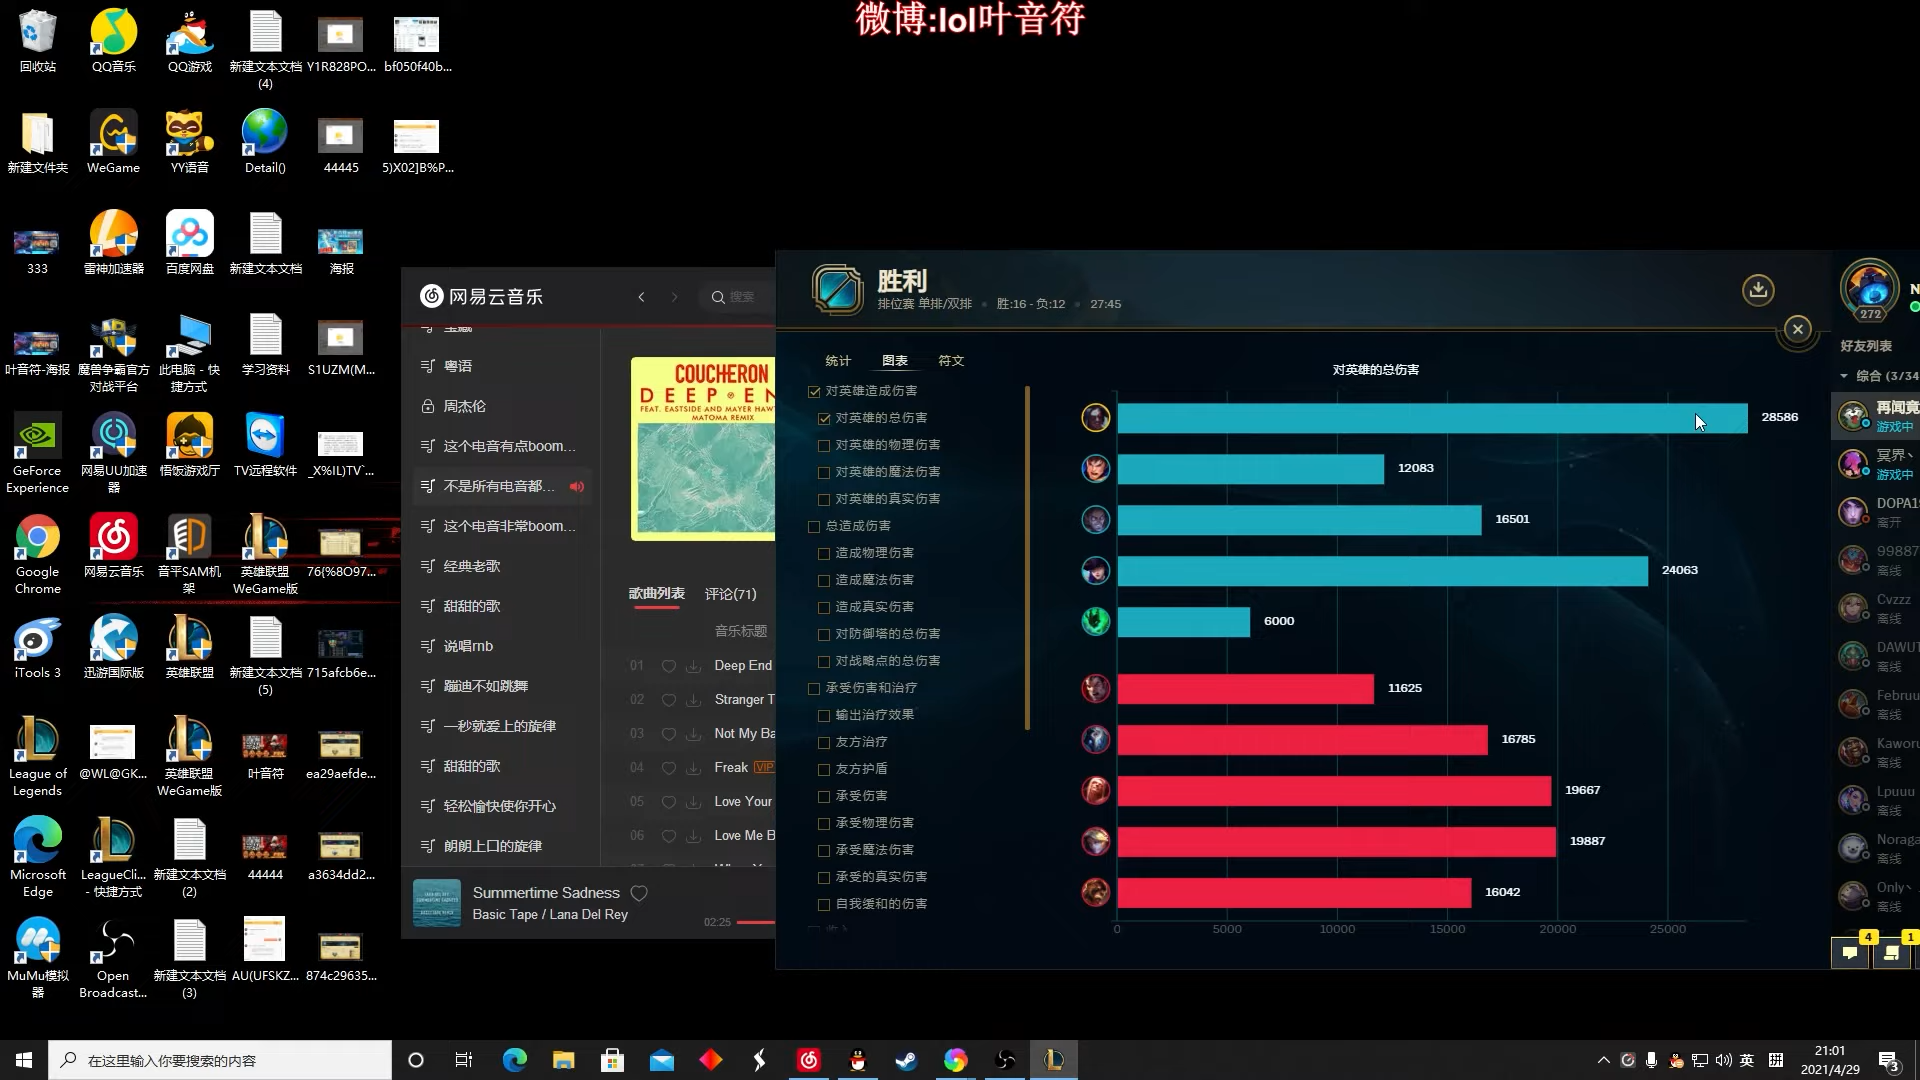 微博:lol叶音符
回收站
QQ音乐
QQ游戏
新建文本文档
(4)
Y1R828PO...
bf050f40b...
新建文件夹
WeGame
YY语音
Detail()
44445
5)X02]B%P...
333
雷神加速器
百度网盘
新建文本文档
海报
叶音符-海报
魔兽争霸官方
对战平台
此电脑 - 快
捷方式
学习资料
S1UZM(M...
GeForce
Experience
网易UU加速
器
悟饭游戏厅
TV远程软件
_X%IL)TV`...
Google
Chrome
网易云音乐
音平SAM机
架
英雄联盟
WeGame版
76(%8O97...
iTools 3
迅游国际版
英雄联盟
新建文本文档
(5)
715afcb6e...
League of
Legends
@WL@GK...
英雄联盟
WeGame版
叶音符
ea29aefde...
Microsoft
Edge
LeagueCli...
- 快捷方式
新建文本文档
(2)
44444
a3634dd2...
MuMu模拟
器
Open
Broadcast...
新建文本文档
(3)
AU(UFSKZ...
874c29635...
网易云音乐
搜索
粤语
周杰伦
这个电音有点boom...
不是所有电音都...
这个电音非常boom...
经典老歌
甜甜的歌
说唱rnb
蹦迪不如跳舞
一秒就爱上的旋律
甜甜的歌
轻松愉快使你开心
朗朗上口的旋律
COUCHERON
DEEP EN
FEAT. EASTSIDE AND MAYER HAW
MATOMA REMIX
歌曲列表
评论(71)
音乐标题
01 Deep End
02 Stranger T
03 Not My Ba
04 Freak VIP
05 Love Your
06 Love Me B
Summertime Sadness
Basic Tape / Lana Del Rey
02:25
胜利
排位赛 单排/双排 • 胜:16 - 负:12 • 27:45
统计
图表
符文
对英雄造成伤害
对英雄的总伤害
对英雄的物理伤害
对英雄的魔法伤害
对英雄的真实伤害
总造成伤害
造成物理伤害
造成魔法伤害
造成真实伤害
对防御塔的总伤害
对战略点的总伤害
承受伤害和治疗
输出治疗效果
友方治疗
友方护盾
承受伤害
承受物理伤害
承受魔法伤害
承受的真实伤害
自我缓和的伤害
对英雄的总伤害
28586
12083
16501
24063
6000
11625
16785
19667
19887
16042
0 5000 10000 15000 20000 25000
272
N
好友列表
综合 (3/34
再闻竟
游戏中
冥界丶
游戏中
DOPA1
离开
99887
离线
Cvzzz
离线
DAWUT
离线
Februu
离线
Kaworu
离线
Lpuuu
离线
Noraga
离线
Only丶
离线
4
1
在这里输入你要搜索的内容
英
21:01
2021/4/29
3